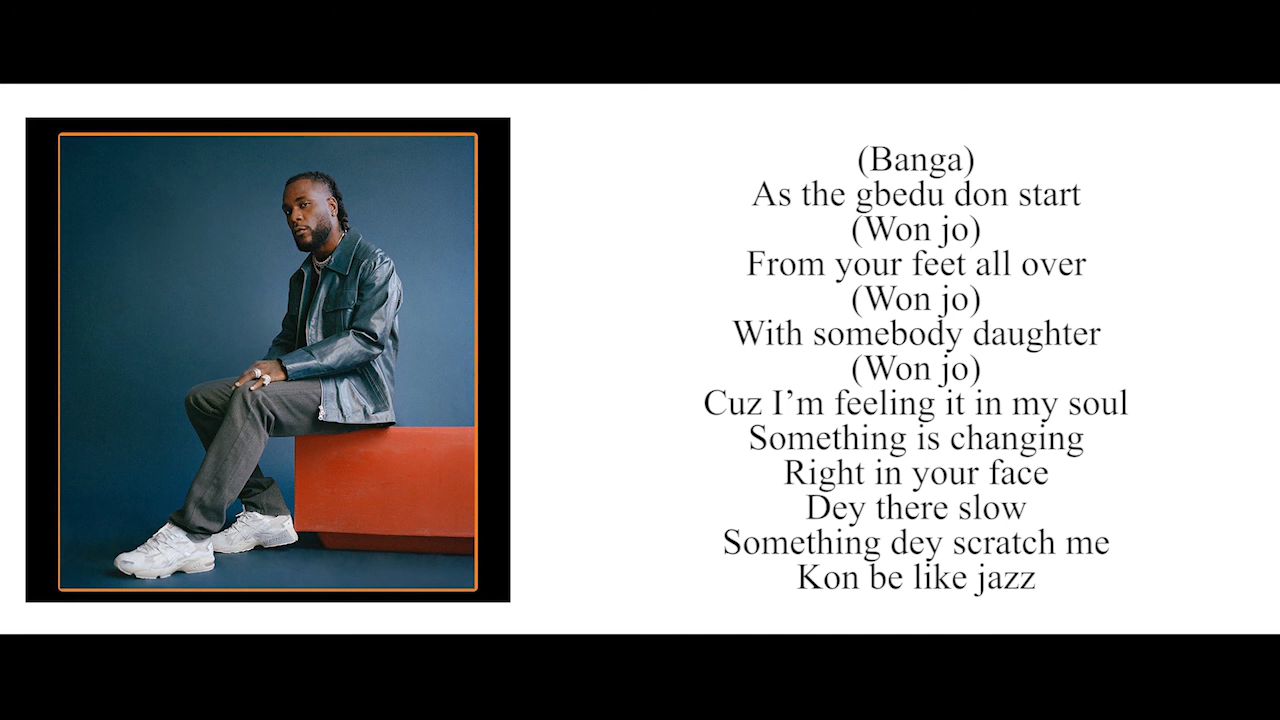 (Banga)
As the gbedu don start
(Won jo)
From your feet all over
(Won jo)
With somebody daughter
(Won jo)
Cuz I’m feeling it in my soul
Something is changing
Right in your face
Dey there slow
Something dey scratch me
Kon be like jazz